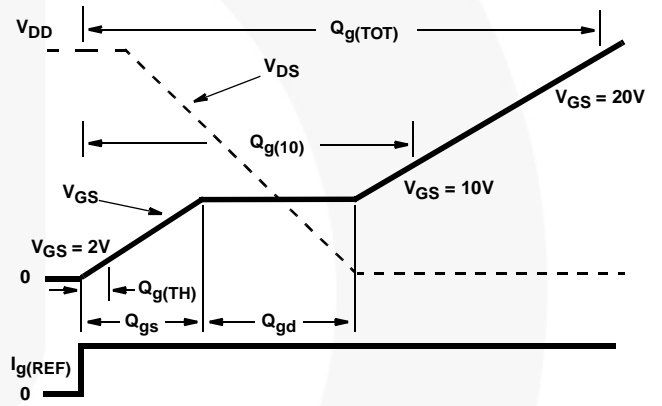 V_DD
Q_g(TOT)
V_DS
V_GS = 20V
Q_g(10)
V_GS
V_GS = 10V
V_GS = 2V
0
Q_g(TH)
Q_gs
Q_gd
I_g(REF)
0